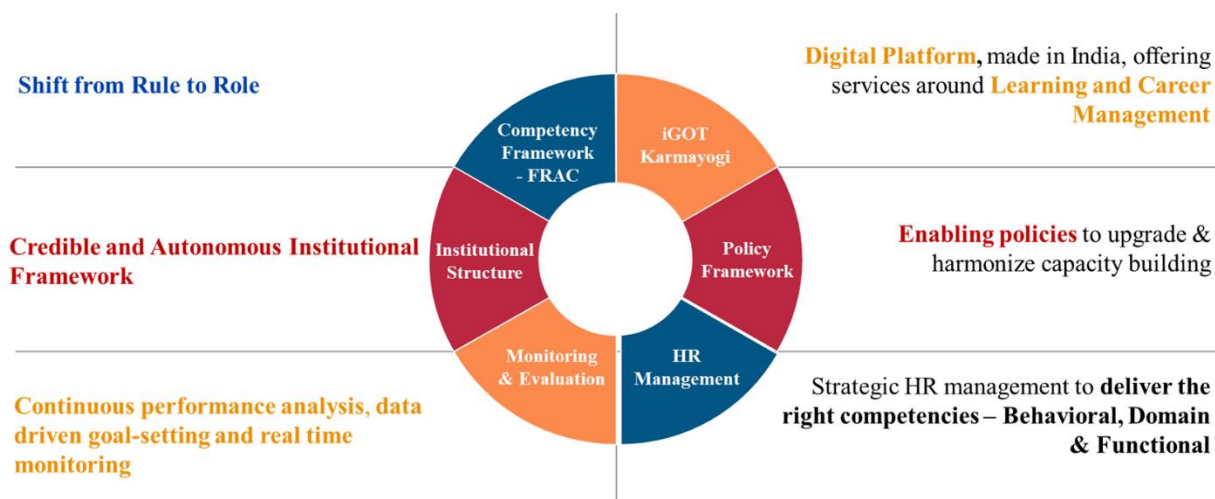 Shift from Rule to Role
Digital Platform, made in India, offering
services around Learning and Career
Management
Competency
Framework
- FRAC
iGOT
Karmayogi
Credible and Autonomous Institutional
Framework
Institutional
Structure
Policy
Framework
Enabling policies to upgrade &
harmonize capacity building
Monitoring
& Evaluation
HR
Management
Continuous performance analysis, data
driven goal-setting and real time
monitoring
Strategic HR management to deliver the
right competencies – Behavioral, Domain
& Functional